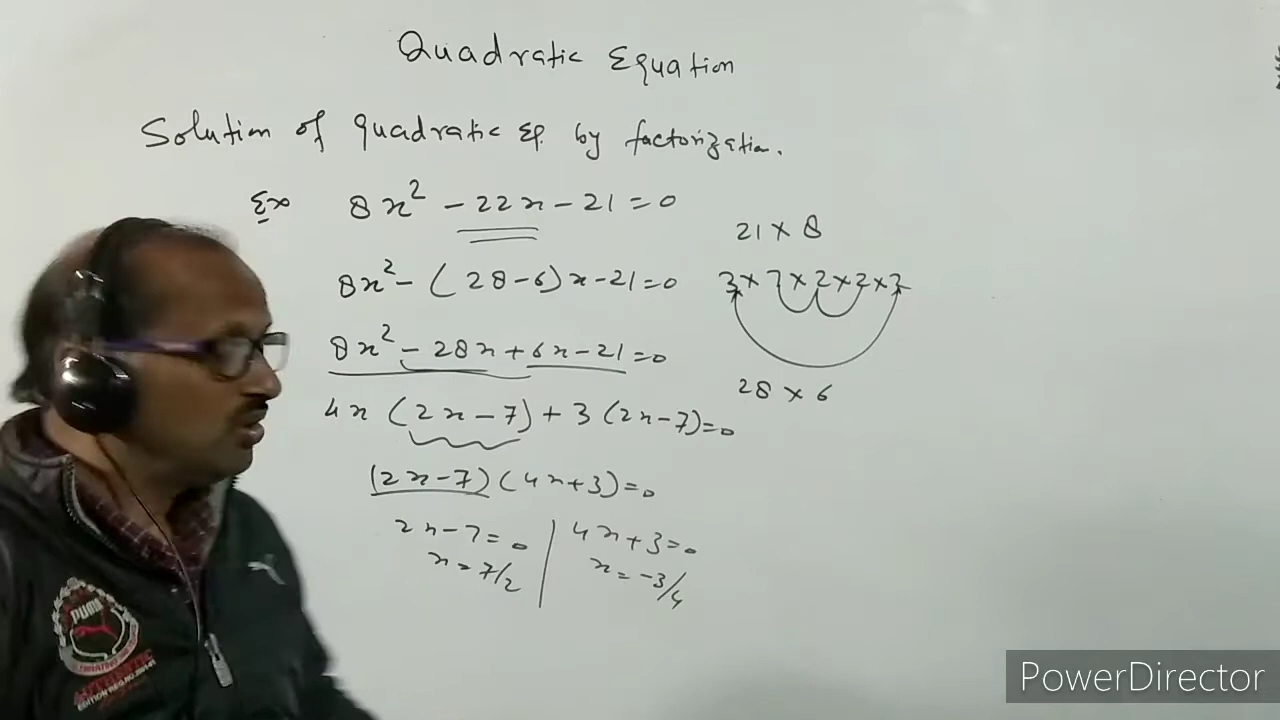 Quadratic Equation
Solution of quadratic Eq. by factorization.
Ex 8x² - 22x - 21 = 0
21 × 8
8x² - (28 - 6)x - 21 = 0
3 × 7 × 2 × 2 × 2
8x² - 28x + 6x - 21 = 0
28 × 6
4x (2x - 7) + 3 (2x - 7) = 0
(2x - 7) (4x + 3) = 0
2x - 7 = 0 | 4x + 3 = 0
x = 7/2 | x = -3/4
PUMA
PowerDirector